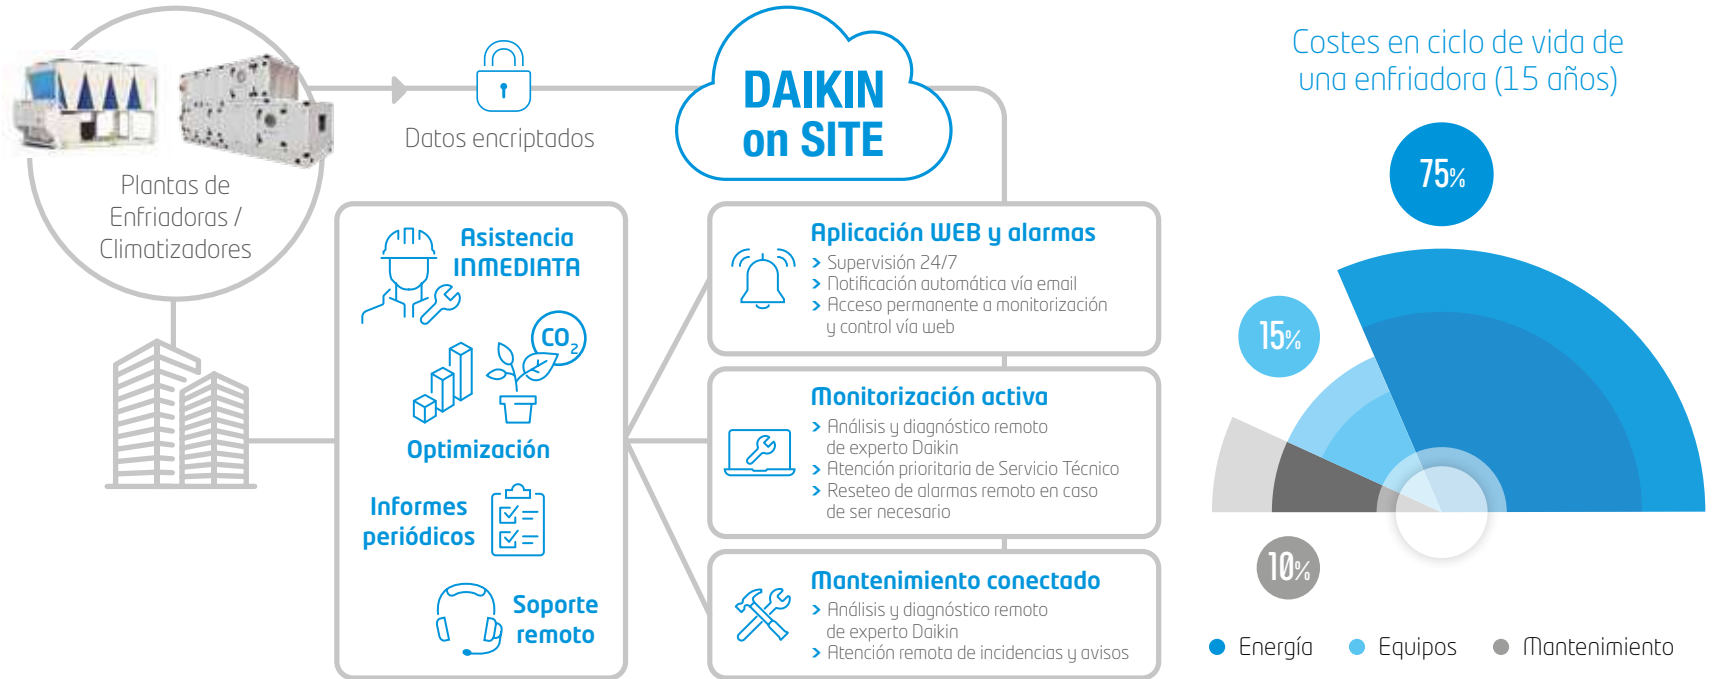 Plantas de
Enfriadoras /
Climatizadores
Datos encriptados
DAIKIN
on SITE
Asistencia
INMEDIATA
CO2
Optimización
Informes
periódicos
Soporte
remoto
Aplicación WEB y alarmas
> Supervisión 24/7
> Notificación automática vía email
> Acceso permanente a monitorización
y control vía web
Monitorización activa
> Análisis y diagnóstico remoto
de experto Daikin
> Atención prioritaria de Servicio Técnico
> Reseteo de alarmas remoto en caso
de ser necesario
Mantenimiento conectado
> Análisis y diagnóstico remoto
de experto Daikin
> Atención remota de incidencias y avisos
Costes en ciclo de vida de
una enfriadora (15 años)
75%
15%
10%
Energía
Equipos
Mantenimiento